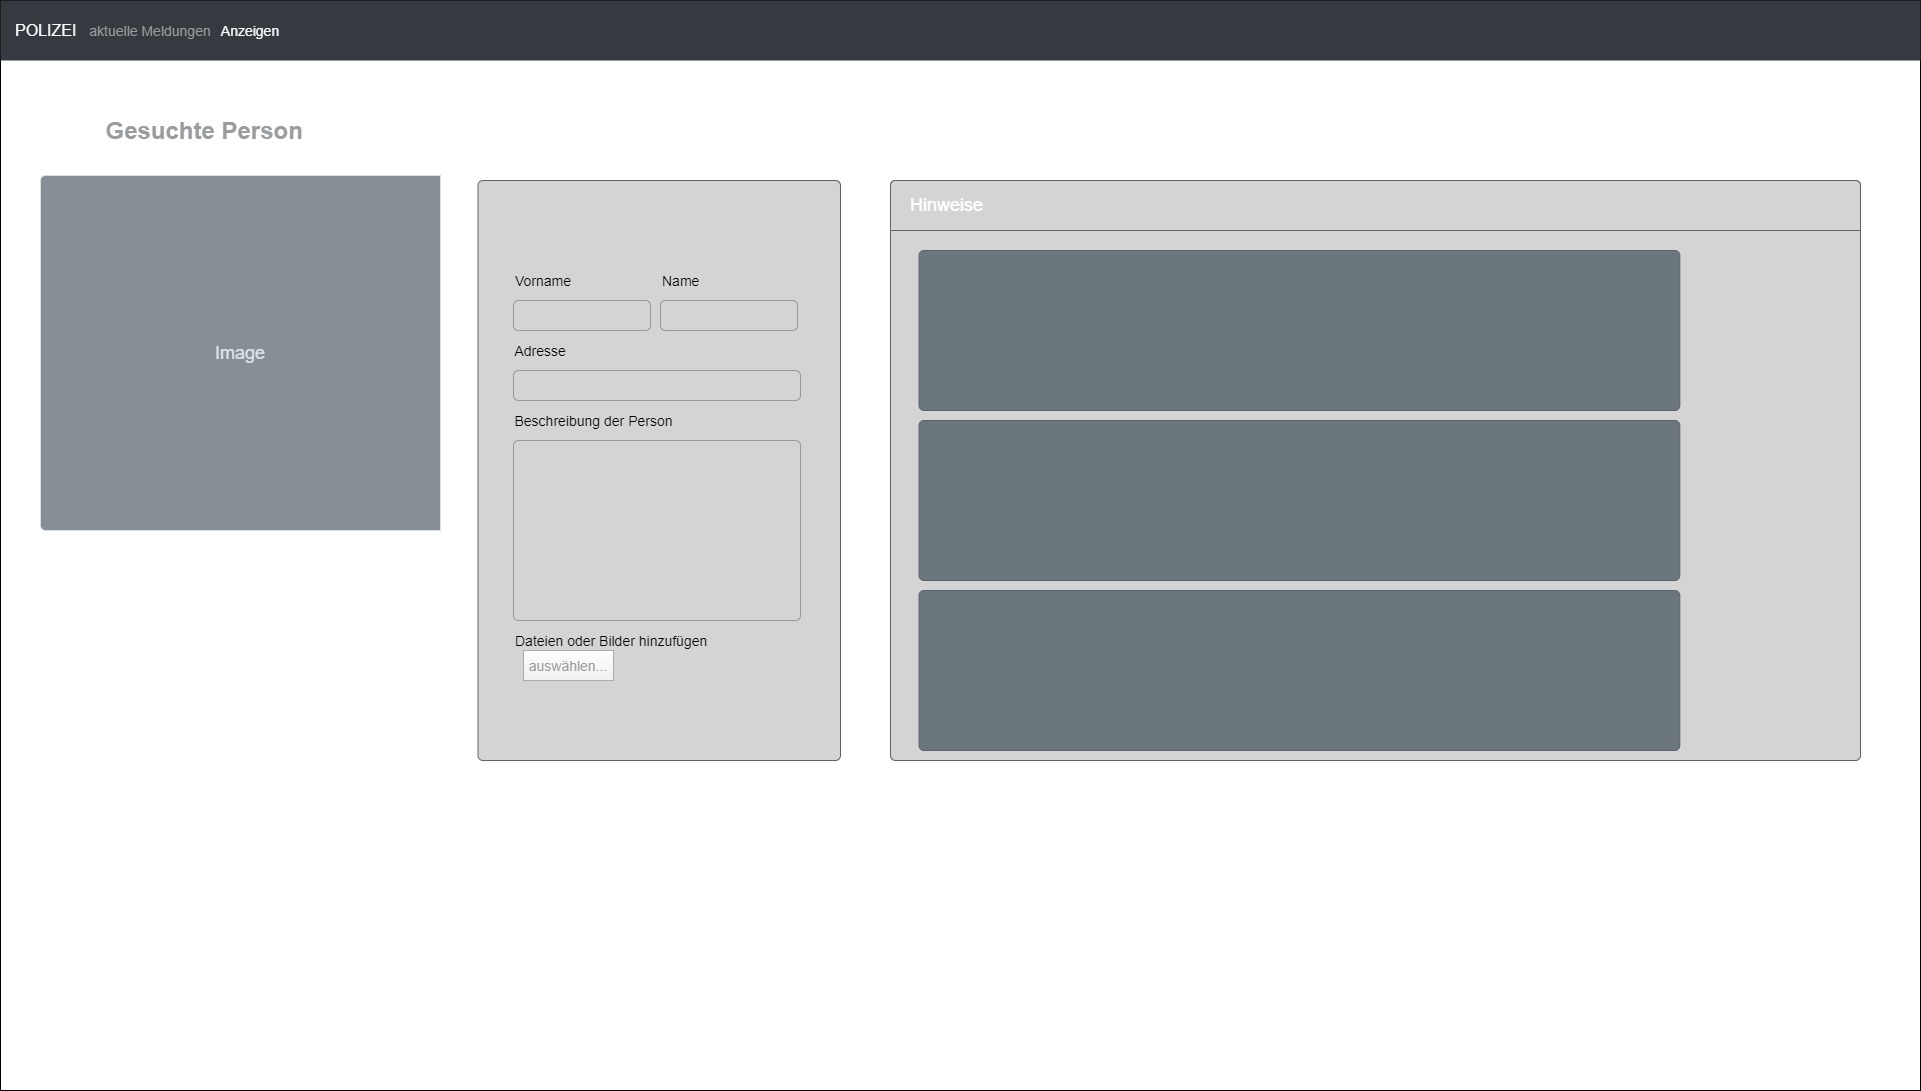 POLIZEI aktuelle Meldungen Anzeigen
Gesuchte Person
Image
Vorname Name
Adresse
Beschreibung der Person
Dateien oder Bilder hinzufügen
auswählen...
Hinweise